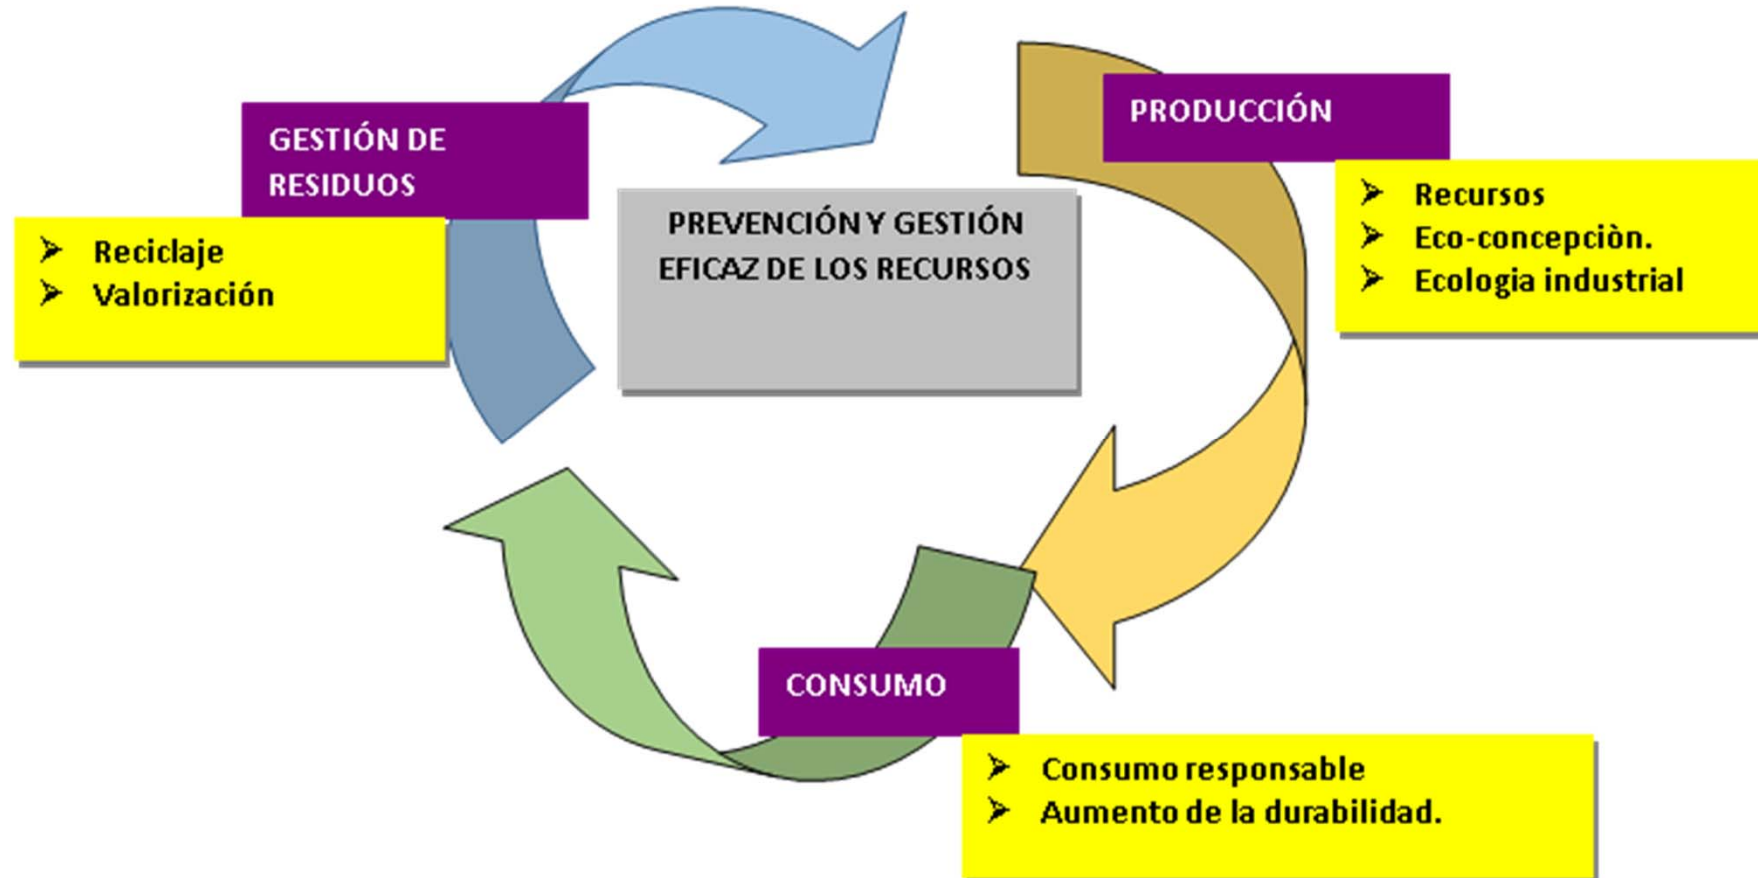 GESTIÓN DE
RESIDUOS
➢ Reciclaje
➢ Valorización
PREVENCIÓN Y GESTIÓN
EFICAZ DE LOS RECURSOS
PRODUCCIÓN
➢ Recursos
➢ Eco-concepciòn.
➢ Ecologia industrial
CONSUMO
➢ Consumo responsable
➢ Aumento de la durabilidad.